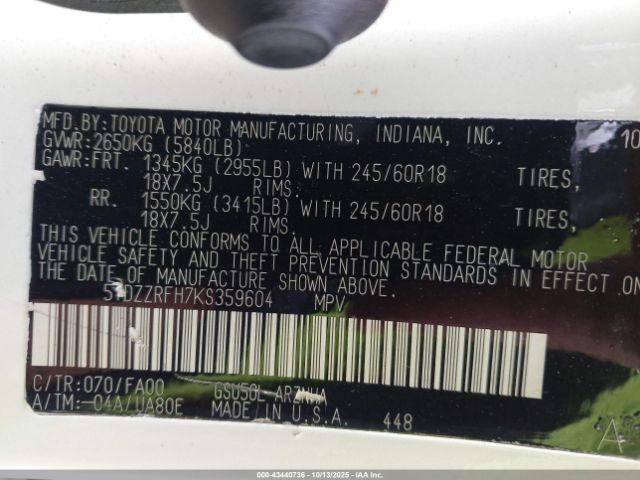 MFD.BY:TOYOTA MOTOR MANUFACTURING, INDIANA, INC. 10
GVWR:2650KG (5840LB)
GAWR:FRT. 1345KG (2955LB) WITH 245/60R18 TIRES,
18X7.5J RIMS.
RR. 1550KG (3415LB) WITH 245/60R18 TIRES,
18X7.5J RIMS.
THIS VEHICLE CONFORMS TO ALL APPLICABLE FEDERAL MOTOR
VEHICLE SAFETY AND THEFT PREVENTION STANDARDS IN EFFECT ON
THE DATE OF MANUFACTURE SHOWN ABOVE.
5TDZZRFH7KS359604 MPV
C/TR:070/FA00 GSU50L-ARZNHA
A/TM:-04A/UA80E MADE IN U.S.A. 448
A
000-43440736 - 10/13/2025 - IAA Inc.